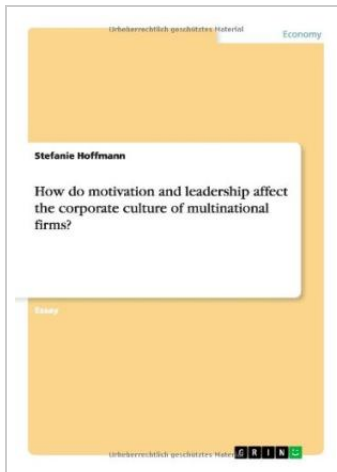 Urheberrechtlich geschütztes Material
Economy
Stefanie Hoffmann
How do motivation and leadership affect
the corporate culture of multinational
firms?
Essay
Urheberrechtlich geschütztes Mater
GRIN